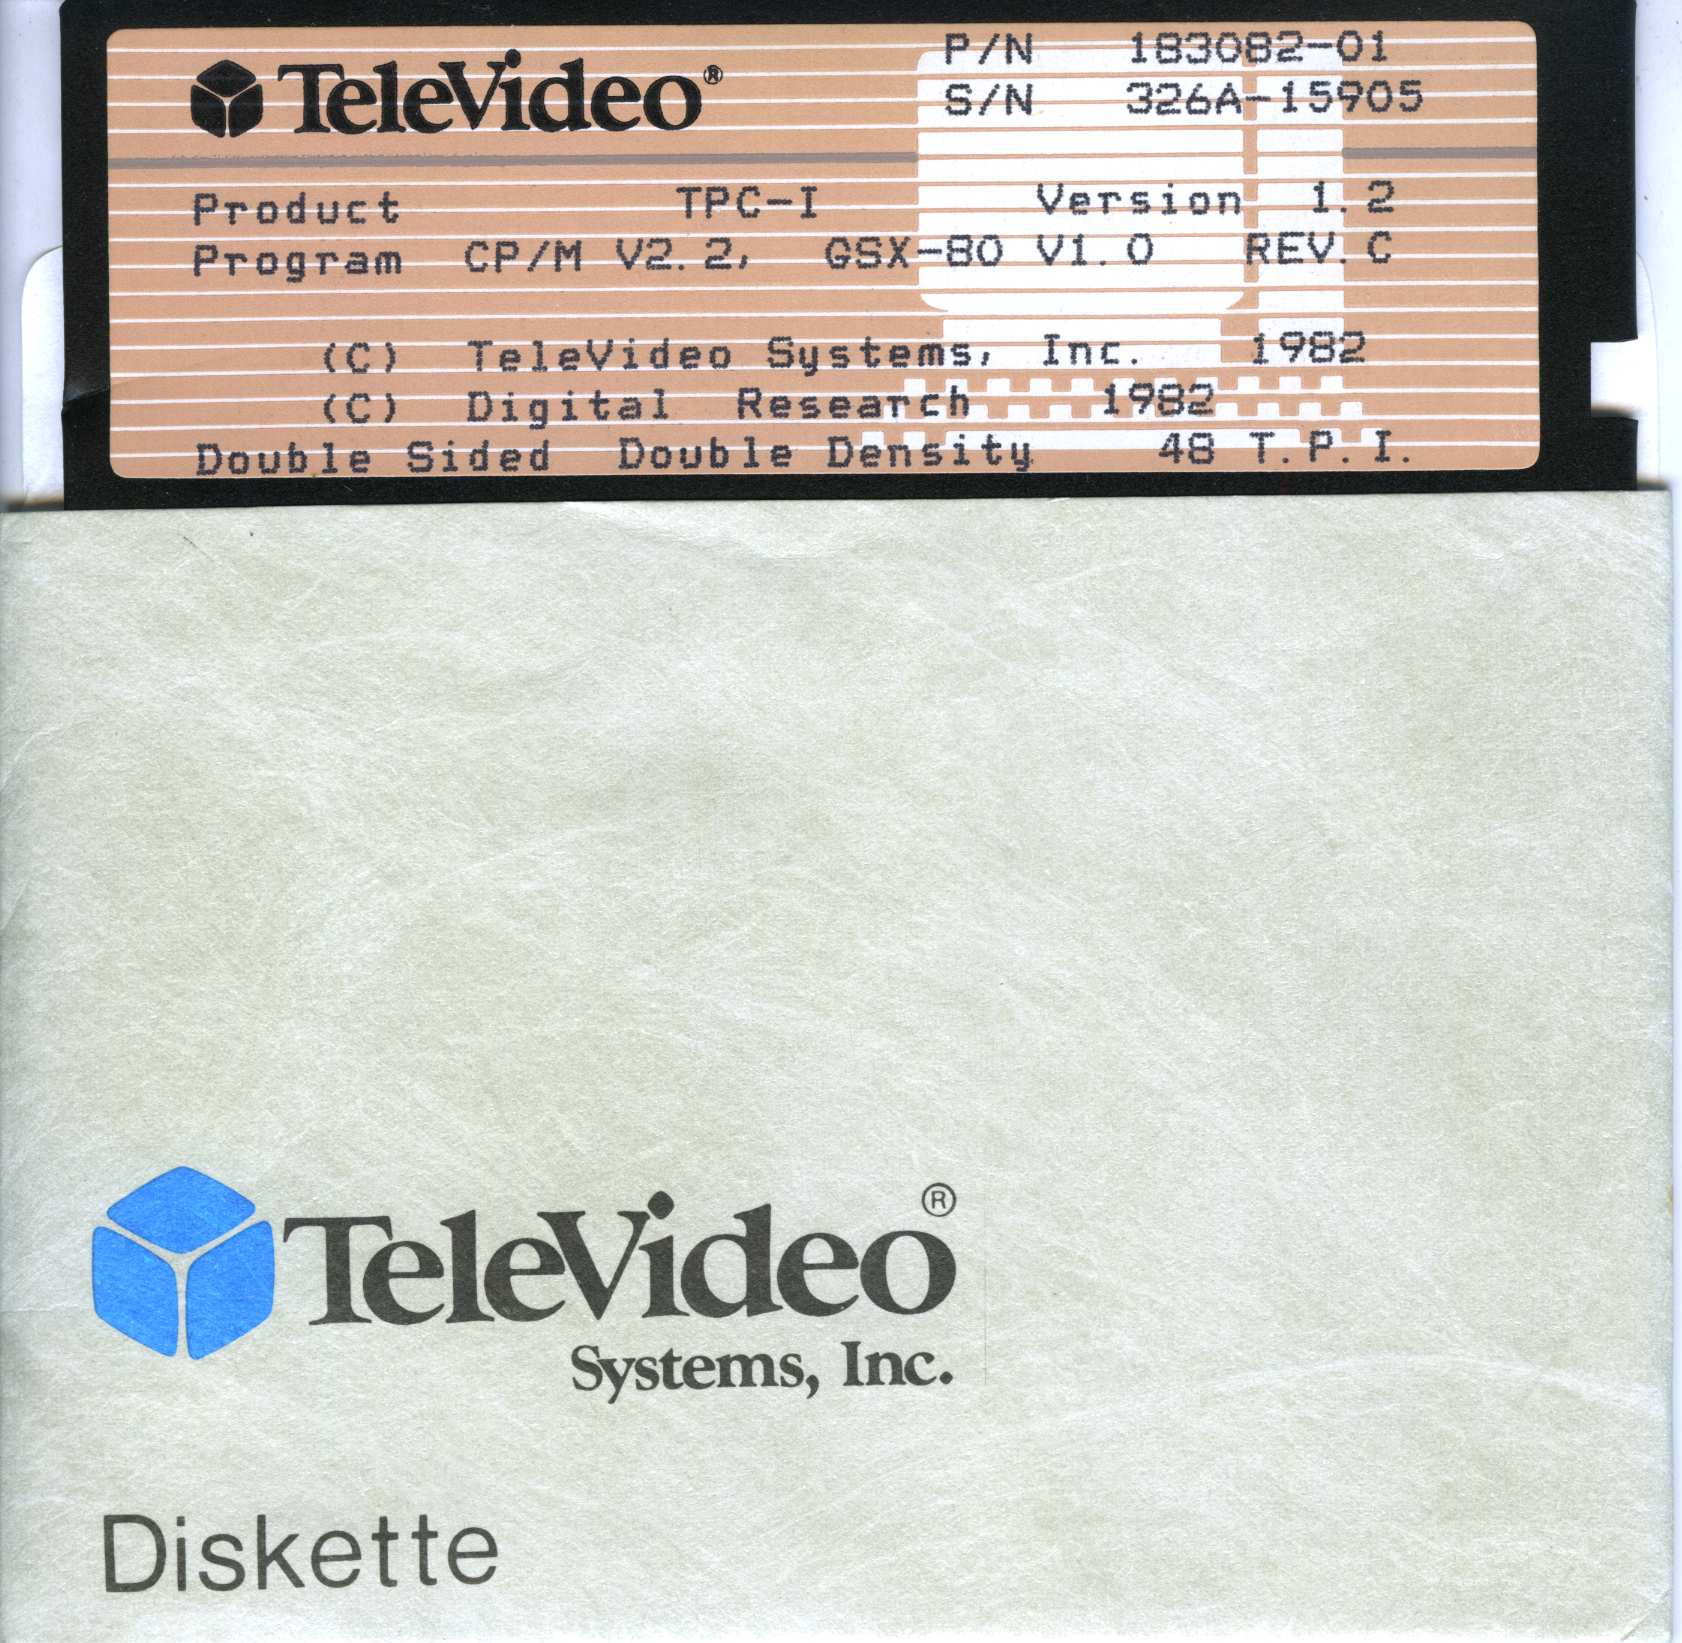 TeleVideo®
P/N 183082-01
S/N 326A-15905
Product TPC-I Version 1.2
Program CP/M V2.2, GSX-80 V1.0 REV.C
(C) TeleVideo Systems, Inc. 1982
(C) Digital Research 1982
Double Sided Double Density 48 T.P.I.
TeleVideo®
Systems, Inc.
Diskette